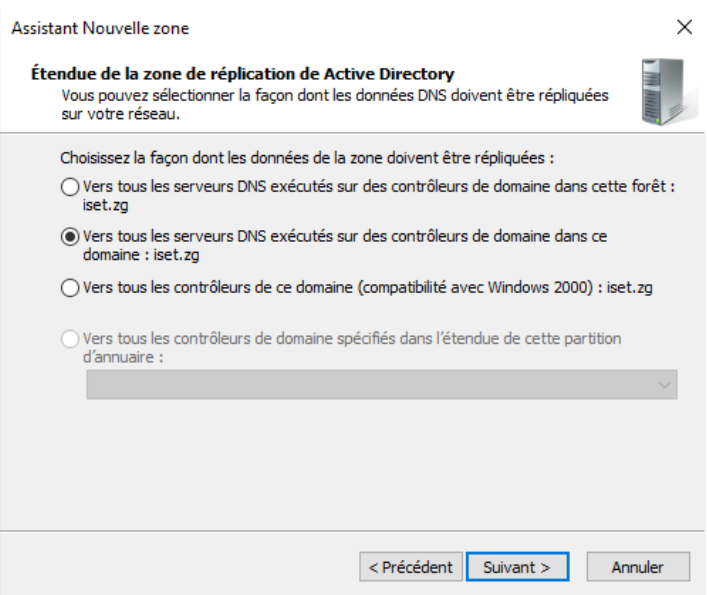 Assistant Nouvelle zone
Étendue de la zone de réplication de Active Directory
Vous pouvez sélectionner la façon dont les données DNS doivent être répliquées
sur votre réseau.
Choisissez la façon dont les données de la zone doivent être répliquées :
Vers tous les serveurs DNS exécutés sur des contrôleurs de domaine dans cette forêt :
iset.zg
Vers tous les serveurs DNS exécutés sur des contrôleurs de domaine dans ce
domaine : iset.zg
Vers tous les contrôleurs de ce domaine (compatibilité avec Windows 2000) : iset.zg
Vers tous les contrôleurs de domaine spécifiés dans l'étendue de cette partition
d'annuaire :
< Précédent Suivant > Annuler